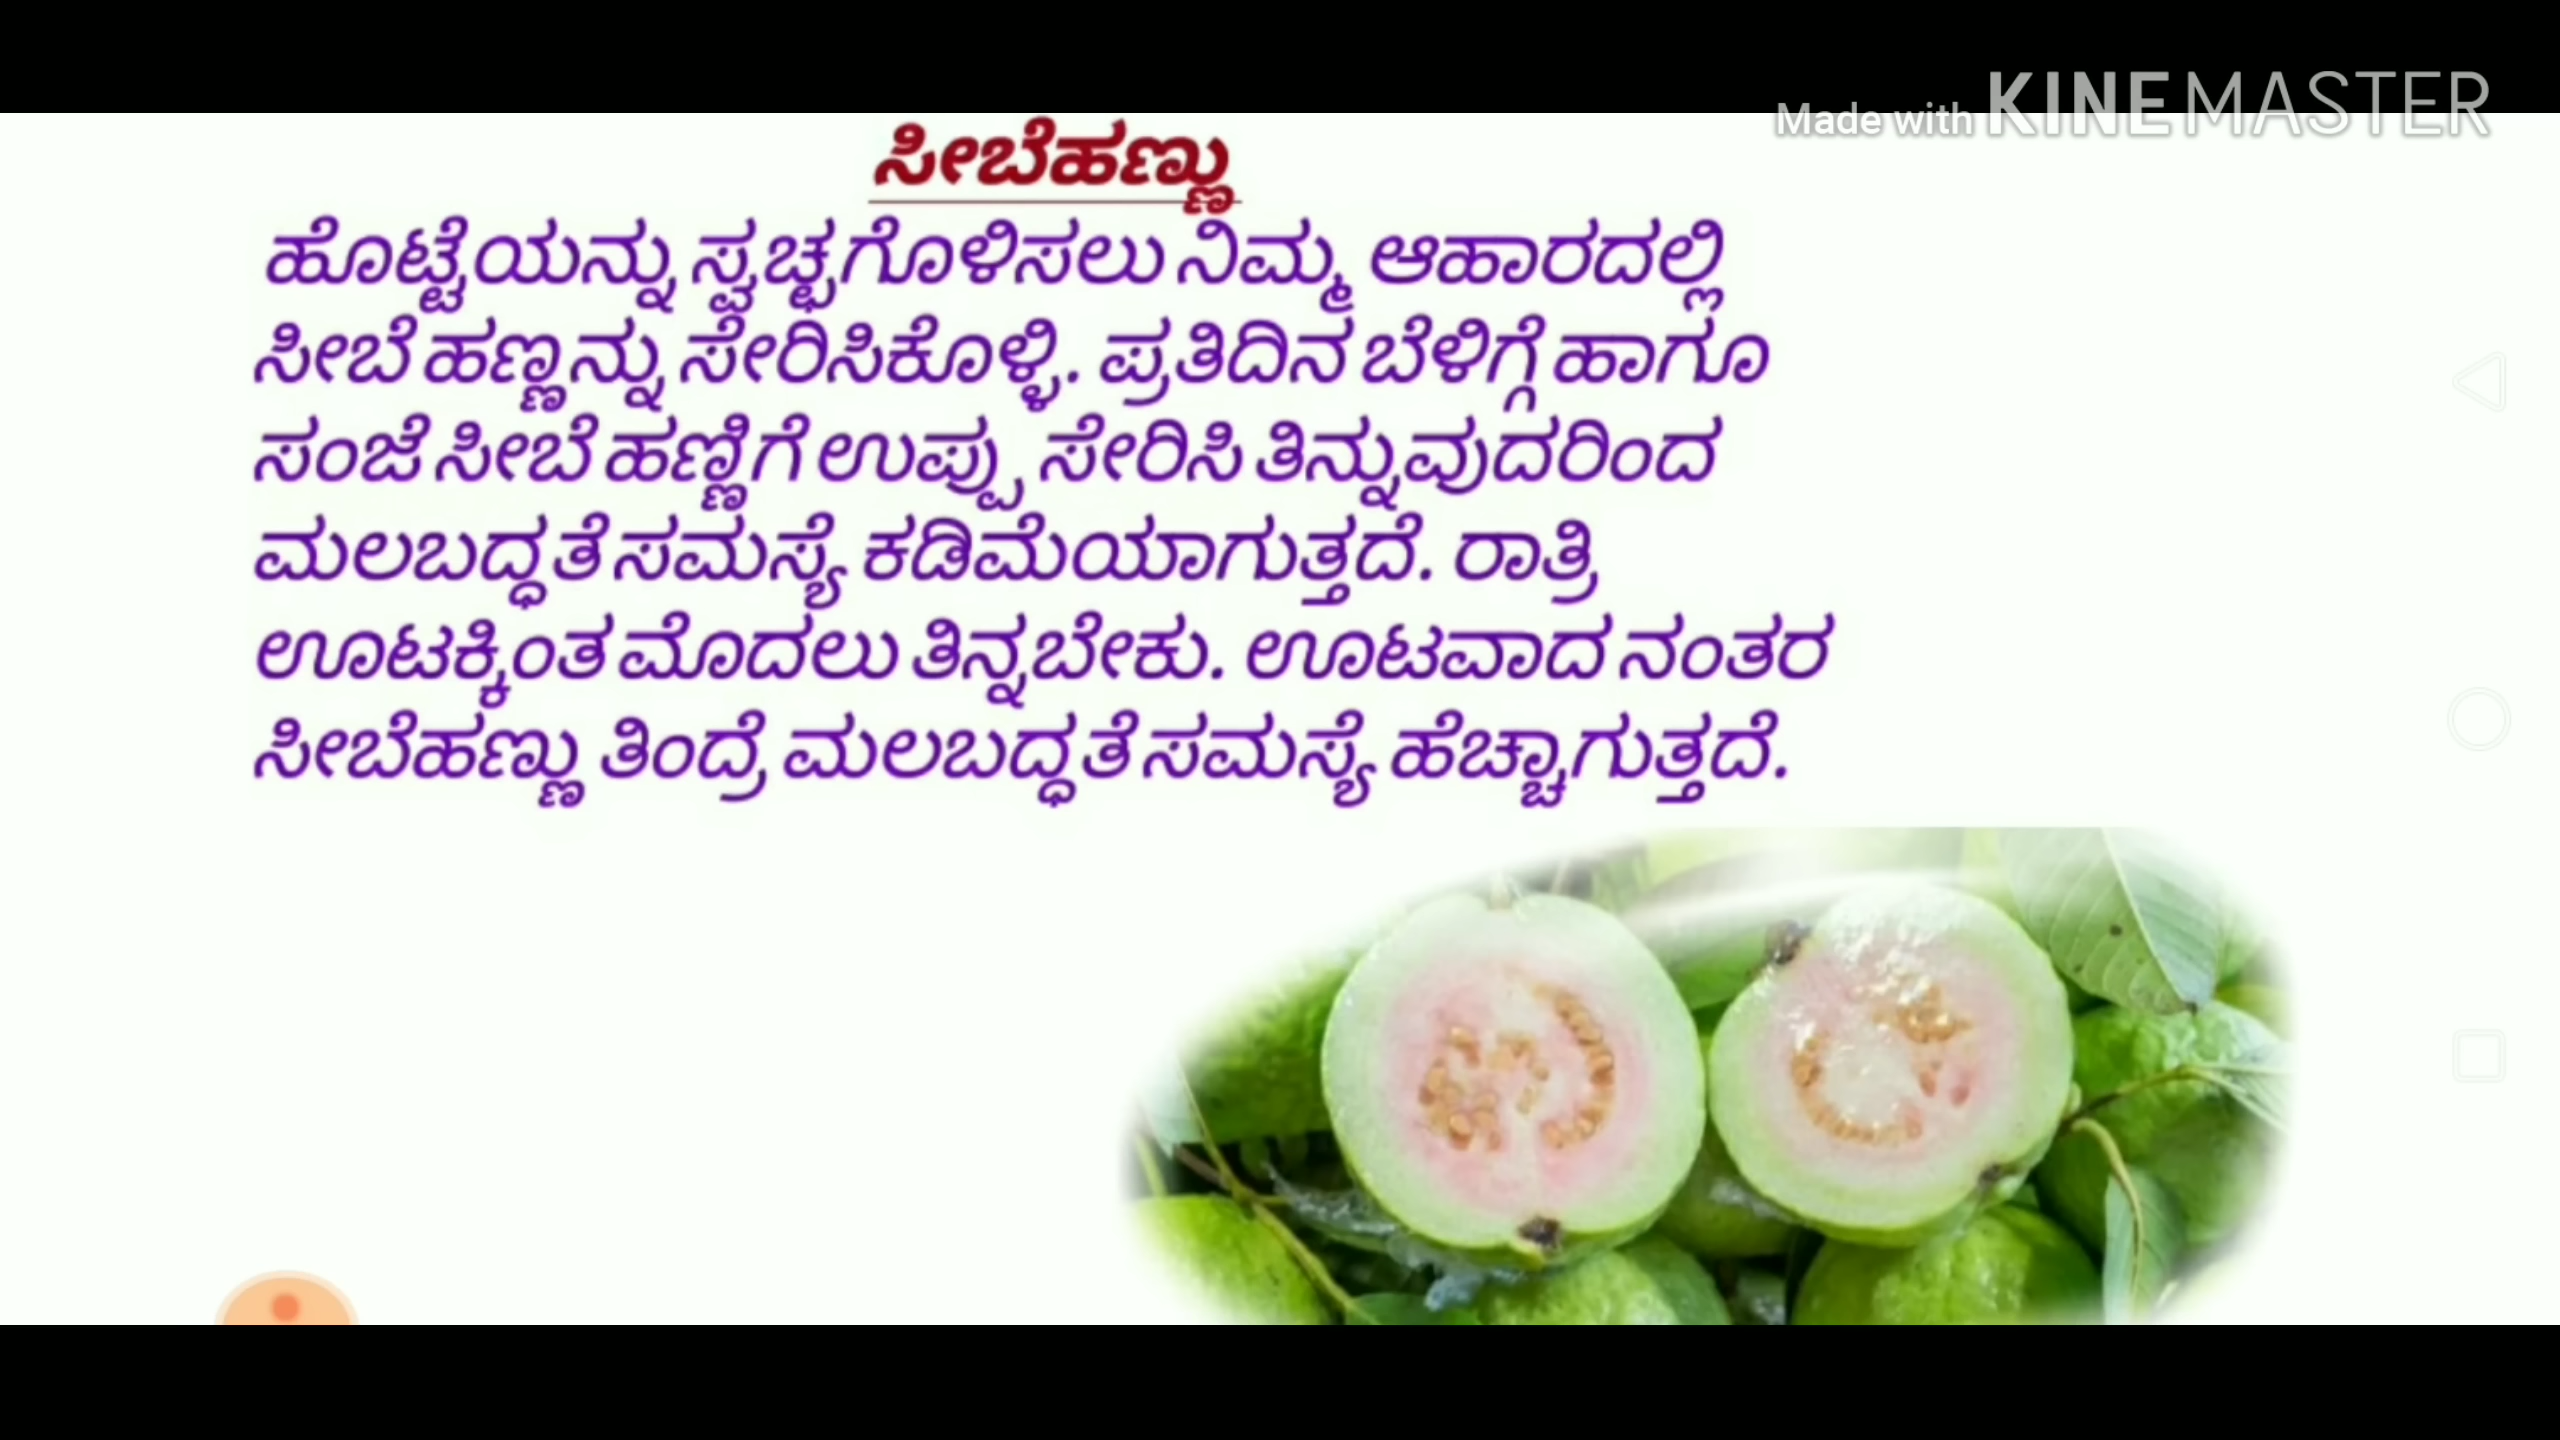 Made with KINEMASTER
ಸೀಬೆಹಣ್ಣು
ಹೊಟ್ಟೆಯನ್ನು ಸ್ವಚ್ಛಗೊಳಿಸಲು ನಿಮ್ಮ ಆಹಾರದಲ್ಲಿ
ಸೀಬೆ ಹಣ್ಣನ್ನು ಸೇರಿಸಿಕೊಳ್ಳಿ. ಪ್ರತಿದಿನ ಬೆಳಿಗ್ಗೆ ಹಾಗೂ
ಸಂಜೆ ಸೀಬೆ ಹಣ್ಣಿಗೆ ಉಪ್ಪು ಸೇರಿಸಿ ತಿನ್ನುವುದರಿಂದ
ಮಲಬದ್ಧತೆ ಸಮಸ್ಯೆ ಕಡಿಮೆಯಾಗುತ್ತದೆ. ರಾತ್ರಿ
ಊಟಕ್ಕಿಂತ ಮೊದಲು ತಿನ್ನಬೇಕು. ಊಟವಾದ ನಂತರ
ಸೀಬೆಹಣ್ಣು ತಿಂದ್ರೆ ಮಲಬದ್ಧತೆ ಸಮಸ್ಯೆ ಹೆಚ್ಚಾಗುತ್ತದೆ.